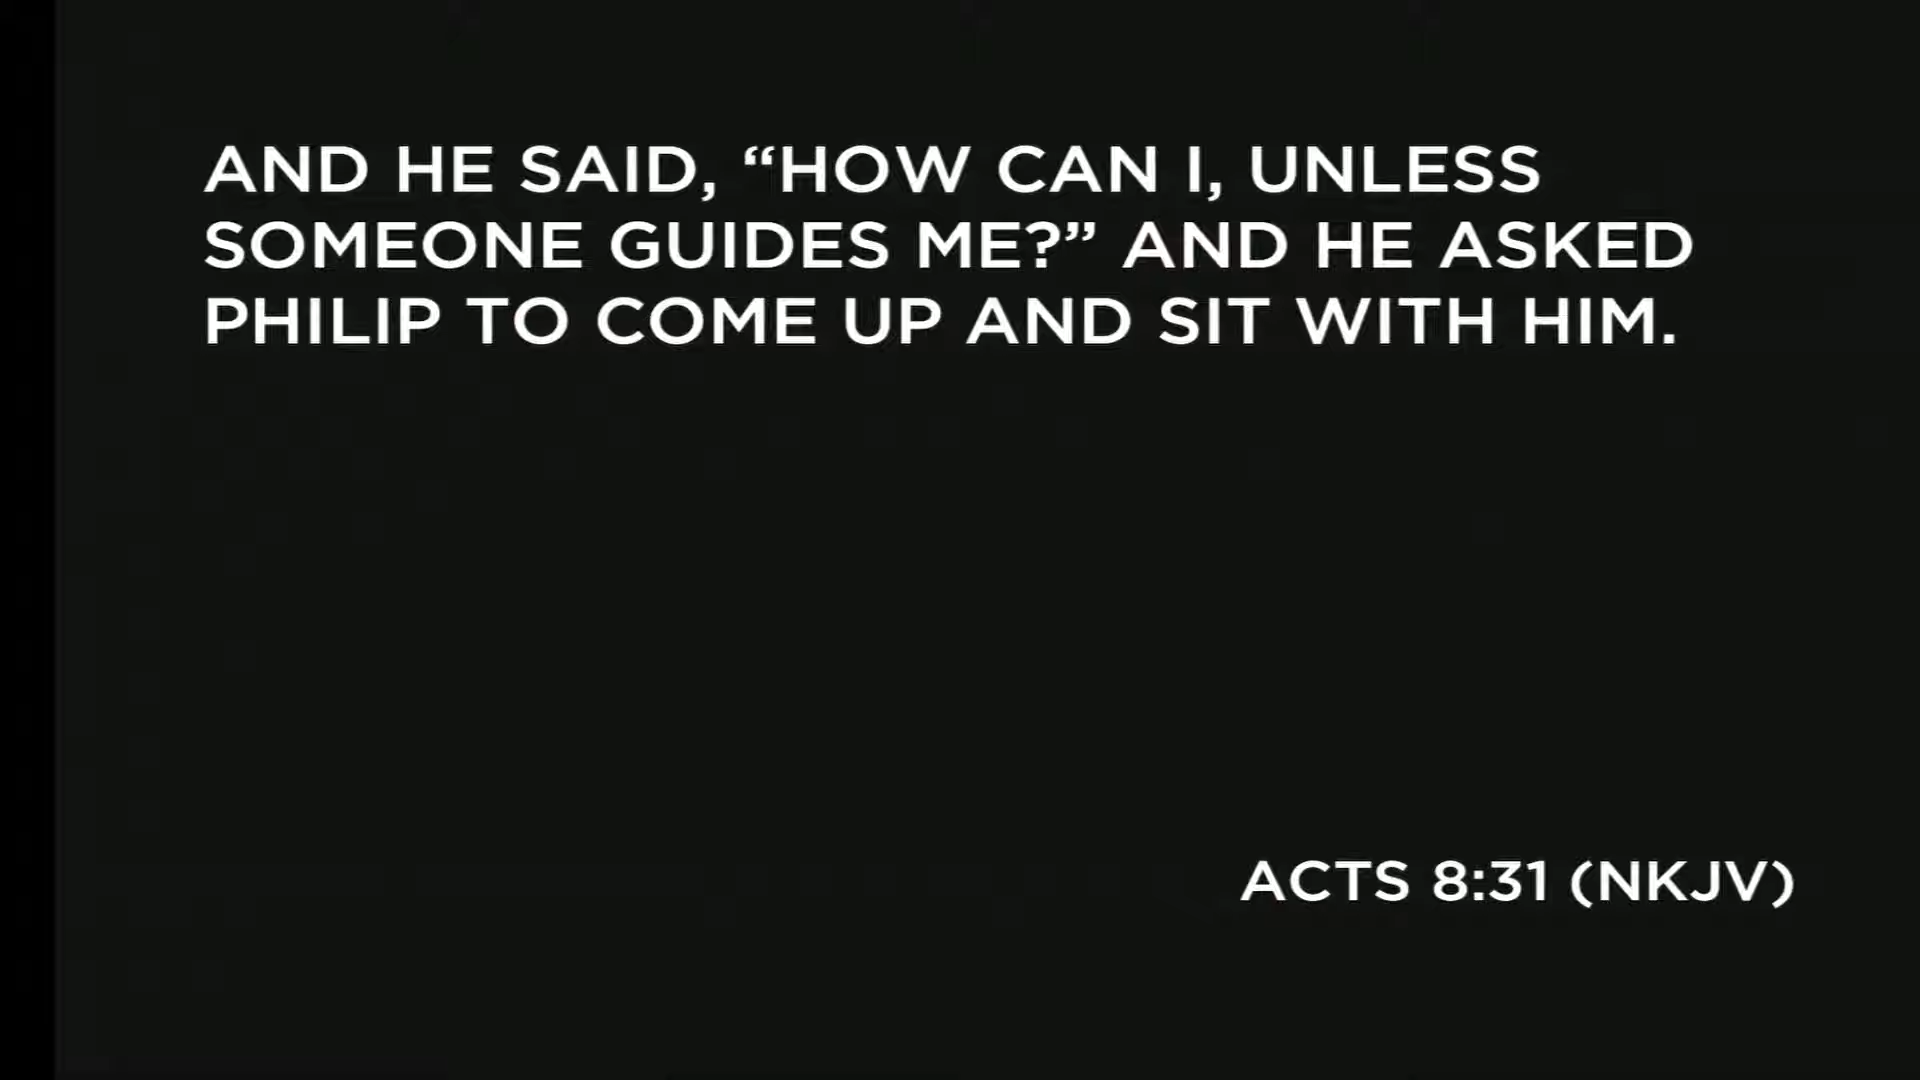 AND HE SAID, “HOW CAN I, UNLESS
SOMEONE GUIDES ME?” AND HE ASKED
PHILIP TO COME UP AND SIT WITH HIM.
ACTS 8:31 (NKJV)